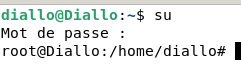 diallo@Diallo:~$ su
Mot de passe :
root@Diallo:/home/diallo#